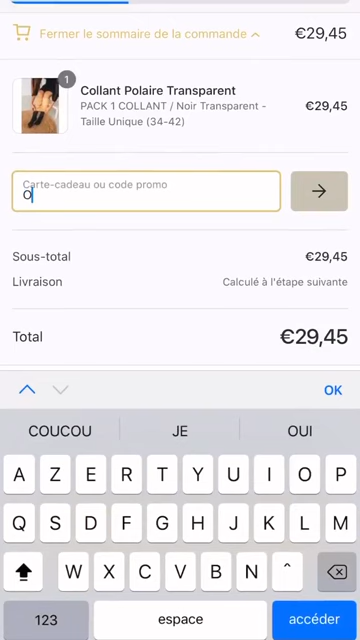 Fermer le sommaire de la commande
€29,45
1
Collant Polaire Transparent
PACK 1 COLLANT / Noir Transparent -
Taille Unique (34-42)
€29,45
Carte-cadeau ou code promo
O
Sous-total
€29,45
Livraison
Calculé à l'étape suivante
Total
€29,45
OK
COUCOU
JE
OUI
A Z E R T Y U I O P
Q S D F G H J K L M
W X C V B N ^
123
espace
accéder